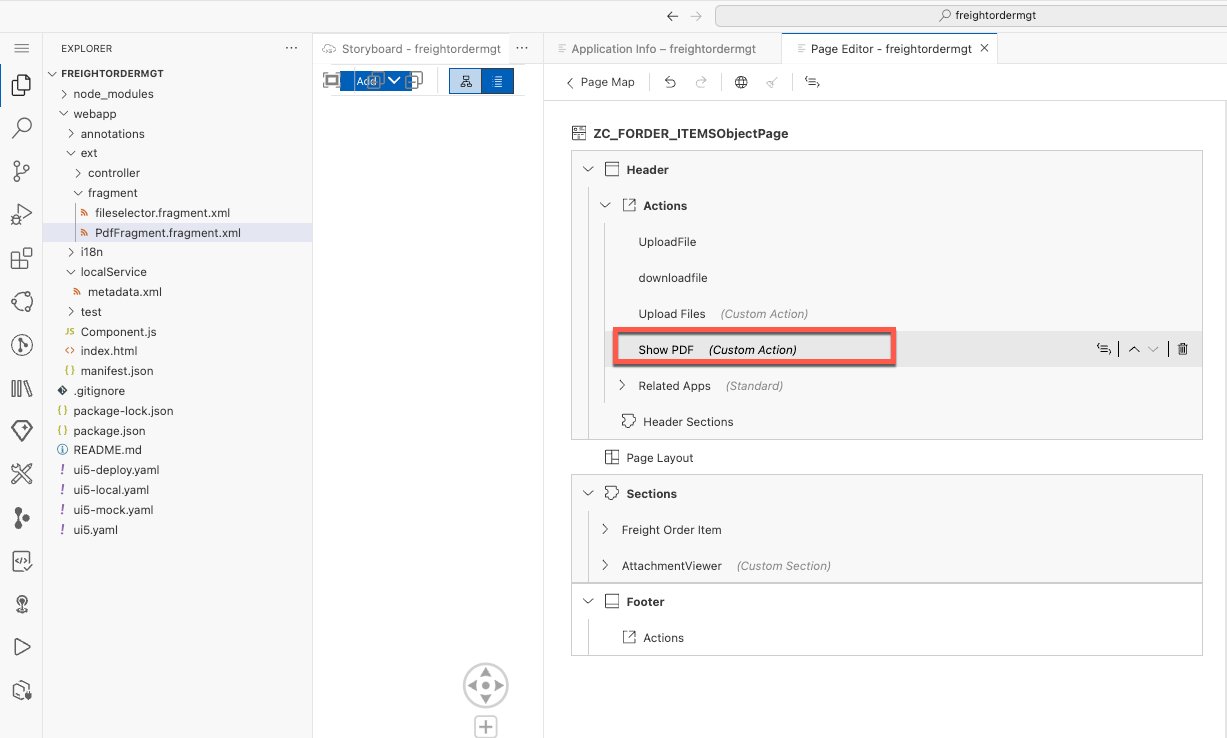 freightordermgt
EXPLORER
Storyboard - freightordermgt
Application Info – freightordermgt
Page Editor - freightordermgt
FREIGHTORDERMGT
node_modules
webapp
annotations
ext
controller
fragment
fileselector.fragment.xml
PdfFragment.fragment.xml
i18n
localService
metadata.xml
test
JS Component.js
index.html
{} manifest.json
.gitignore
{} package-lock.json
{} package.json
README.md
! ui5-deploy.yaml
! ui5-local.yaml
! ui5-mock.yaml
! ui5.yaml
Add
Page Map
ZC_FORDER_ITEMSObjectPage
Header
Actions
UploadFile
downloadfile
Upload Files (Custom Action)
Show PDF (Custom Action)
Related Apps (Standard)
Header Sections
Page Layout
Sections
Freight Order Item
AttachmentViewer (Custom Section)
Footer
Actions